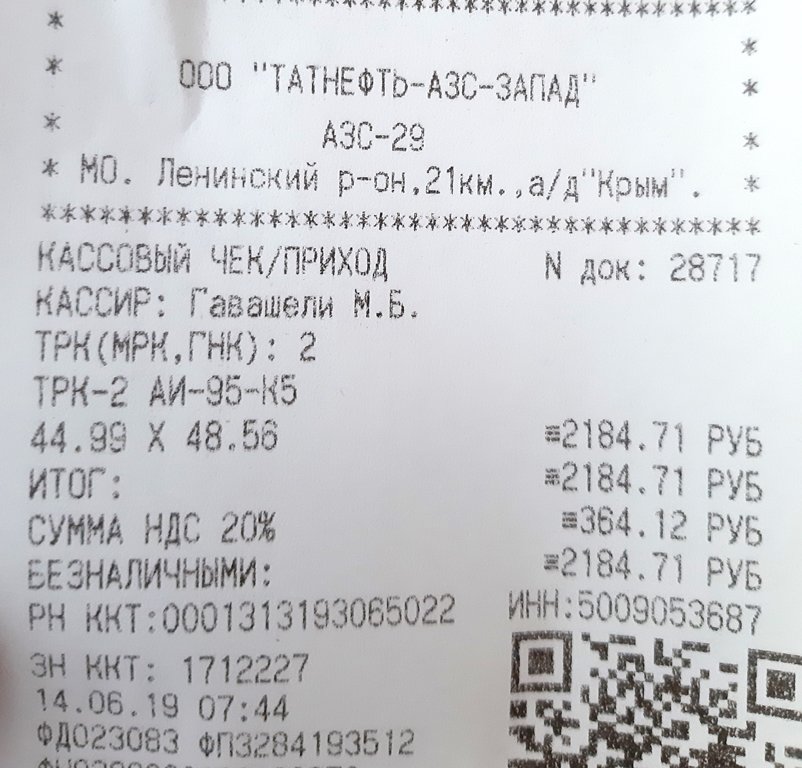 ****************************************
ООО "ТАТНЕФТЬ-АЗС-ЗАПАД"
АЗС-29
* МО. Ленинский р-он,21км.,а/д"Крым". *
****************************************
КАССОВЫЙ ЧЕК/ПРИХОД N док: 28717
КАССИР: Гавашели М.Б.
ТРК(МРК,ГНК): 2
ТРК-2 АИ-95-К5
44.99 X 48.56 ≡2184.71 РУБ
ИТОГ: ≡2184.71 РУБ
СУММА НДС 20% ≡364.12 РУБ
БЕЗНАЛИЧНЫМИ: ≡2184.71 РУБ
РН ККТ:0001313193065022 ИНН:5009053687
ЗН ККТ: 1712227
14.06.19 07:44
ФД023083 ФП3284193512